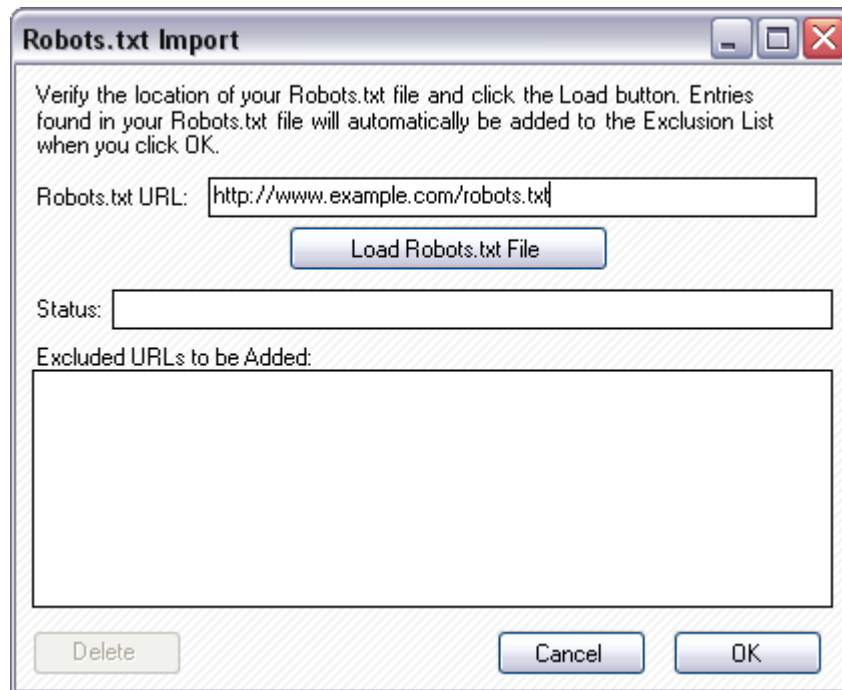 Robots.txt Import
Verify the location of your Robots.txt file and click the Load button. Entries
found in your Robots.txt file will automatically be added to the Exclusion List
when you click OK.
Robots.txt URL: http://www.example.com/robots.txt
Load Robots.txt File
Status:
Excluded URLs to be Added:
Delete Cancel OK